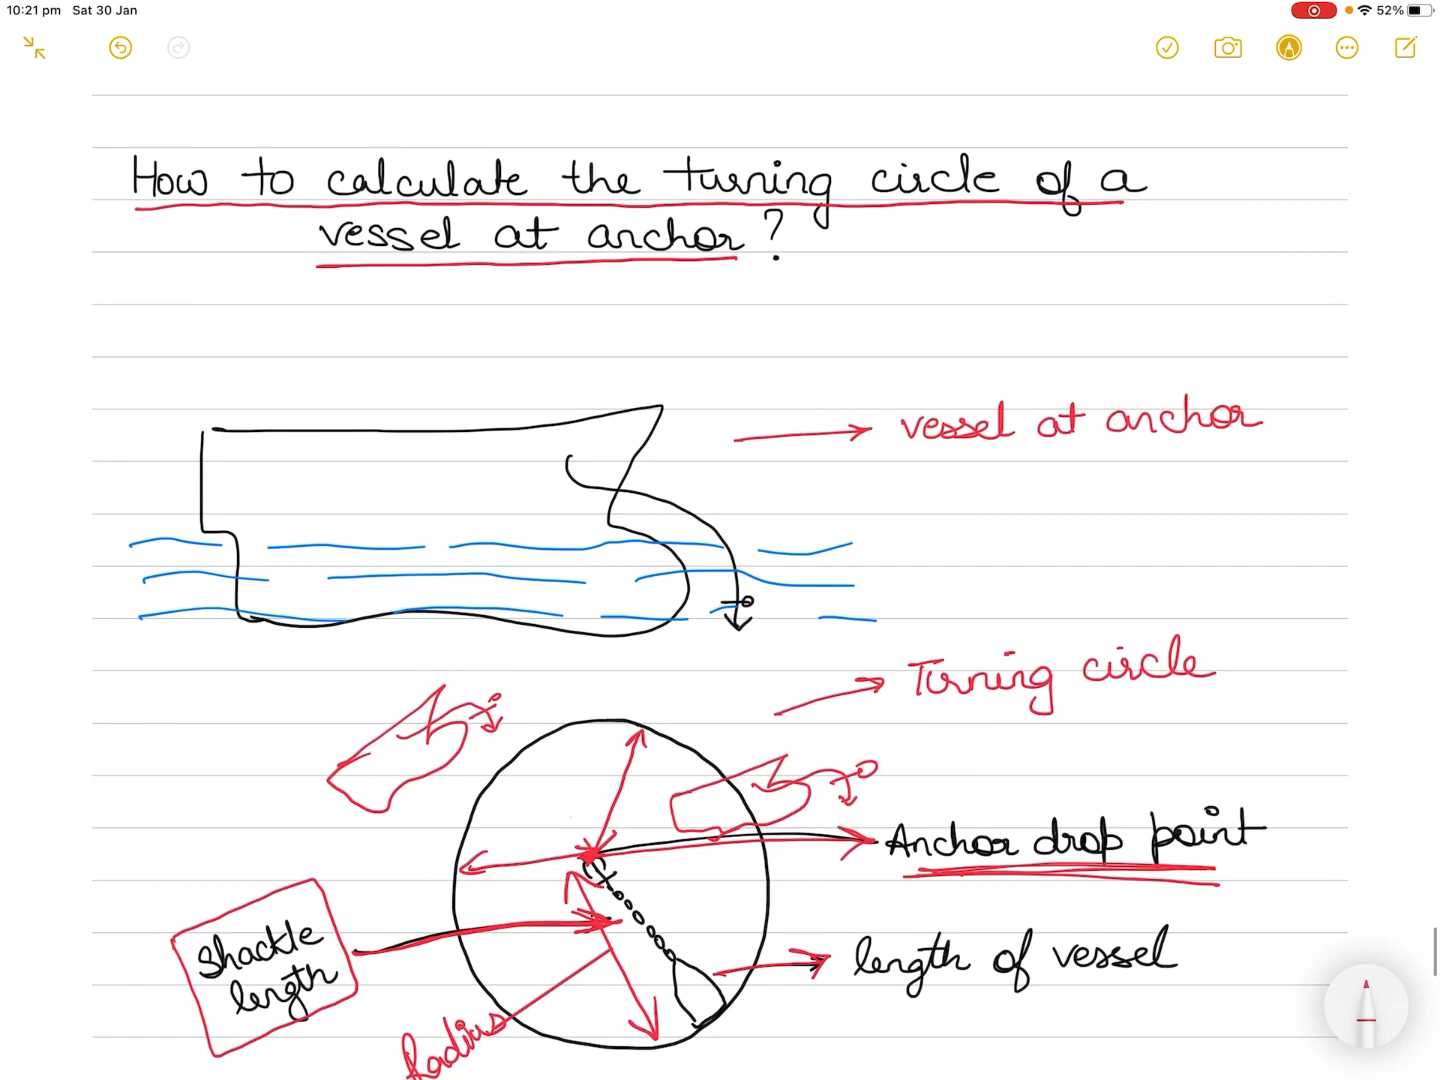 10:21 pm Sat 30 Jan
52%
How to calculate the turning circle of a
vessel at anchor?
vessel at anchor
Turning circle
Anchor drop point
shackle
length
length of vessel
Radius